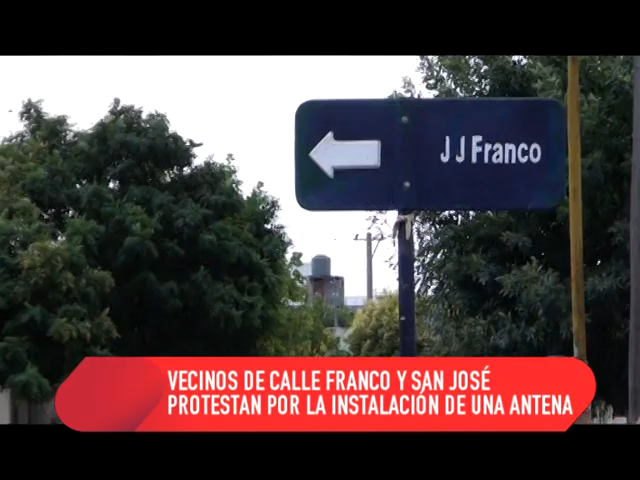 J J Franco
VECINOS DE CALLE FRANCO Y SAN JOSÉ
PROTESTAN POR LA INSTALACIÓN DE UNA ANTENA